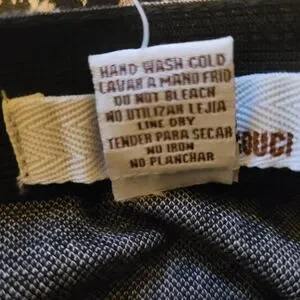 HAND WASH COLD
LAVAR A MANO FRIO
DO NOT BLEACH
NO UTILIZAR LEJIA
LINE DRY
TENDER PARA SECAR
NO IRON
NO PLANCHAR